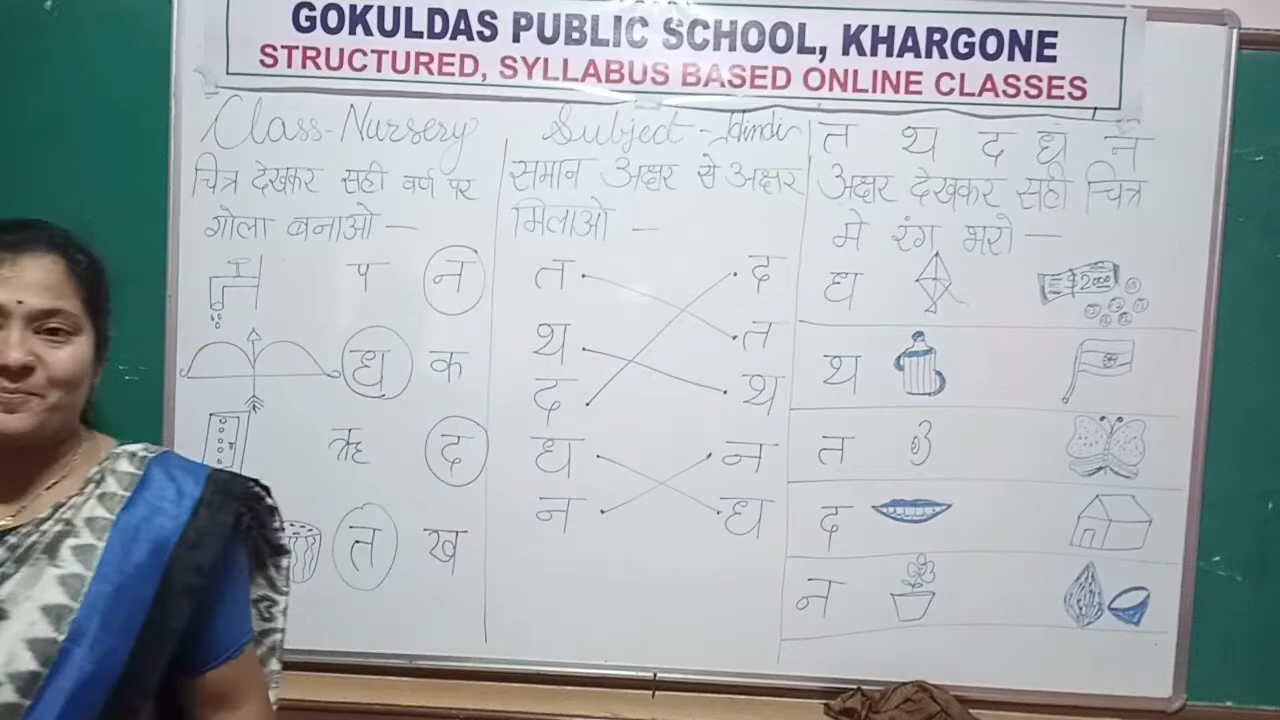 GOKULDAS PUBLIC SCHOOL, KHARGONE
STRUCTURED, SYLLABUS BASED ONLINE CLASSES
Class-Nursery
चित्र देखकर सही वर्ण पर
गोला बनाओ -
प न
ध क
ऋ द
त ख
Subject - Hindi
समान अक्षर से अक्षर
मिलाओ -
त द
थ त
द थ
ध न
न ध
त थ द ध न
अक्षर देखकर सही चित्र
मे रंग भरो -
ध
2000
थ
त
द
न